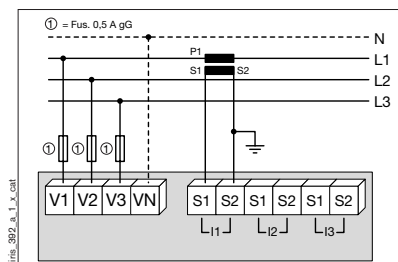 ① = Fus. 0,5 A gG
N
P1
L1
S1 S2
L2
L3
① ① ①
V1 V2 V3 VN
S1 S2 S1 S2 S1 S2
I1 I2 I3
iris_392_a_1_x_cat